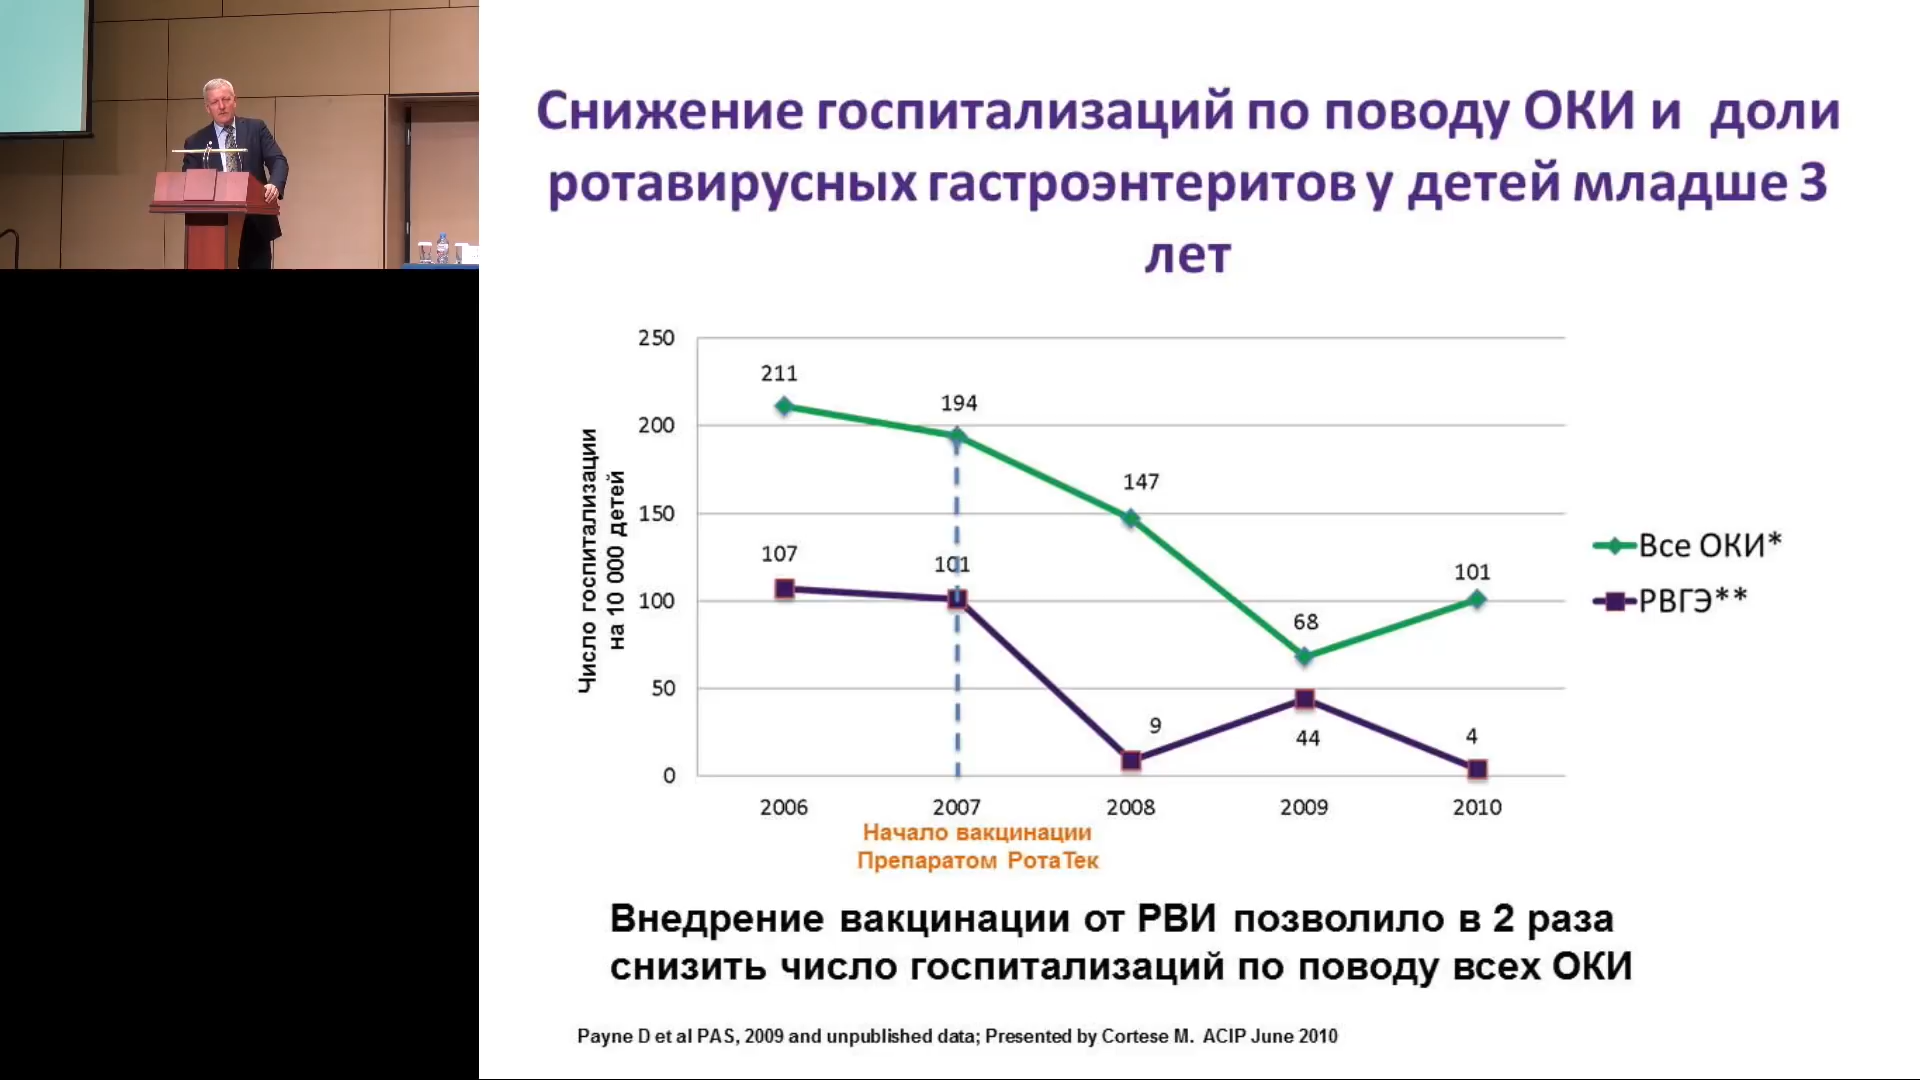 Снижение госпитализаций по поводу ОКИ и доли
ротавирусных гастроэнтеритов у детей младше 3
лет
Число госпитализации
на 10 000 детей
250
200
150
100
50
0
211
194
147
68
101
107
101
9
44
4
2006
2007
2008
2009
2010
Начало вакцинации
Препаратом РотаТек
Все ОКИ*
РВГЭ**
Внедрение вакцинации от РВИ позволило в 2 раза
снизить число госпитализаций по поводу всех ОКИ
Payne D et al PAS, 2009 and unpublished data; Presented by Cortese M. ACIP June 2010